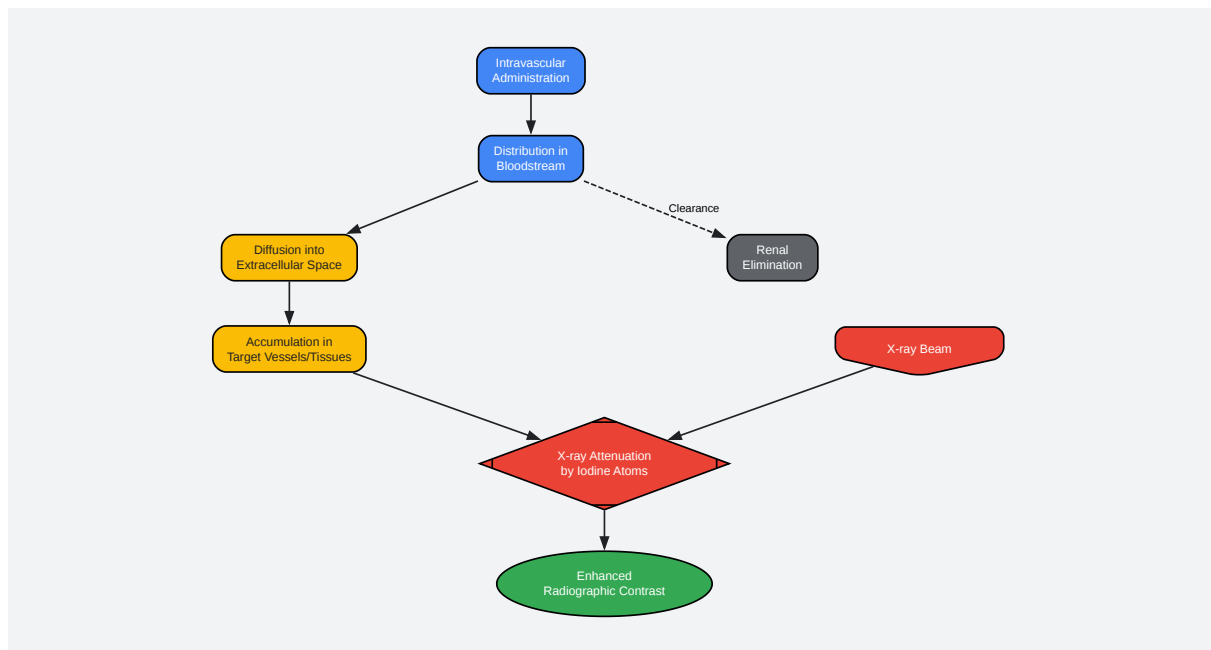 Intravascular
Administration
Distribution in
Bloodstream
Clearance
Diffusion into
Extracellular Space
Renal
Elimination
Accumulation in
Target Vessels/Tissues
X-ray Beam
X-ray Attenuation
by Iodine Atoms
Enhanced
Radiographic Contrast